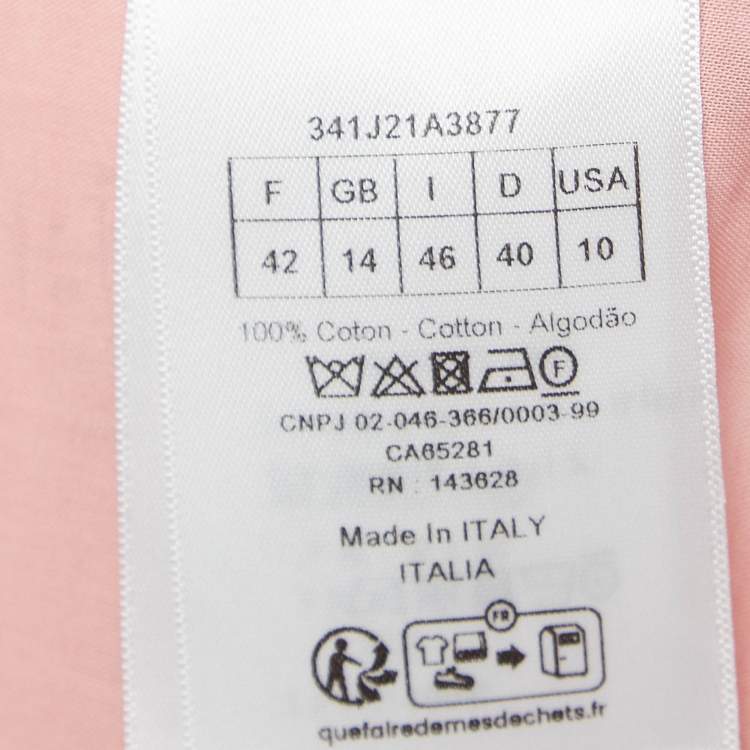 341J21A3877
F GB I D USA
42 14 46 40 10
100% Coton - Cotton - Algodão
F
CNPJ 02-046-366/0003-99
CA65281
RN : 143628
Made In ITALY
ITALIA
FR
quefairedemesdechets.fr